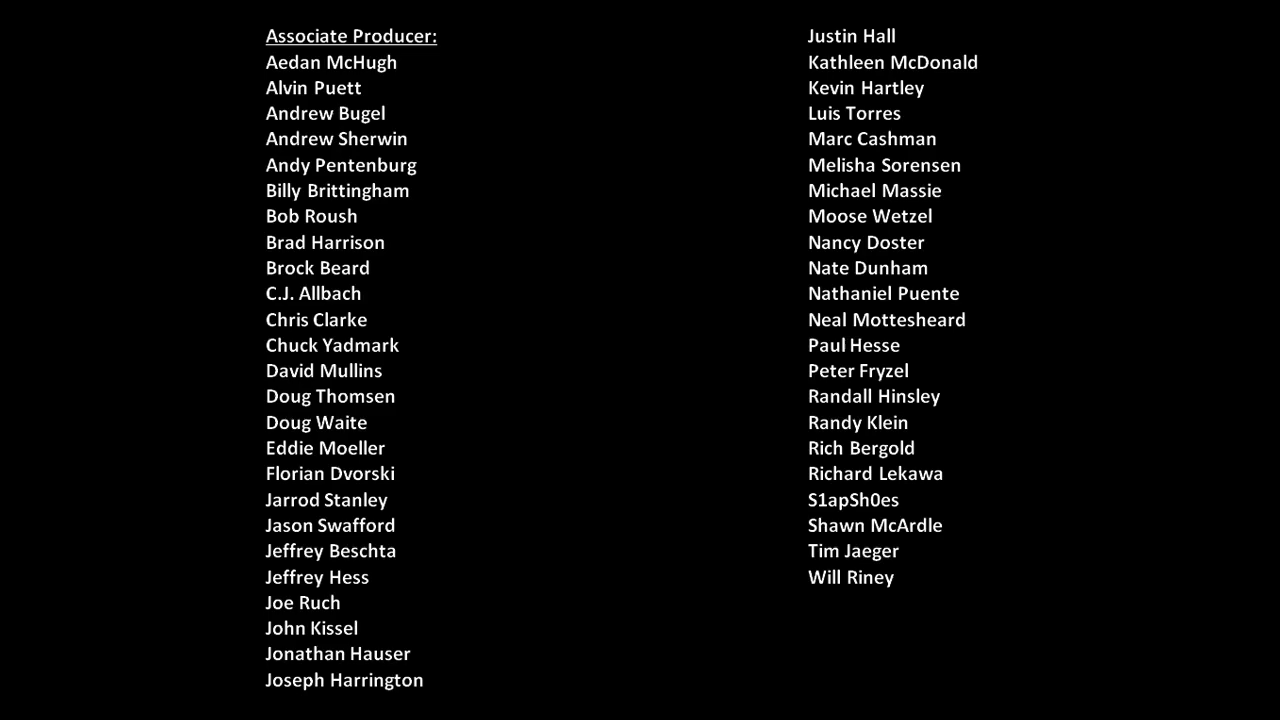 Associate Producer:
Aedan McHugh
Alvin Puett
Andrew Bugel
Andrew Sherwin
Andy Pentenburg
Billy Brittingham
Bob Roush
Brad Harrison
Brock Beard
C.J. Allbach
Chris Clarke
Chuck Yadmark
David Mullins
Doug Thomsen
Doug Waite
Eddie Moeller
Florian Dvorski
Jarrod Stanley
Jason Swafford
Jeffrey Beschta
Jeffrey Hess
Joe Ruch
John Kissel
Jonathan Hauser
Joseph Harrington
Justin Hall
Kathleen McDonald
Kevin Hartley
Luis Torres
Marc Cashman
Melisha Sorensen
Michael Massie
Moose Wetzel
Nancy Doster
Nate Dunham
Nathaniel Puente
Neal Mottesheard
Paul Hesse
Peter Fryzel
Randall Hinsley
Randy Klein
Rich Bergold
Richard Lekawa
S1apSh0es
Shawn McArdle
Tim Jaeger
Will Riney